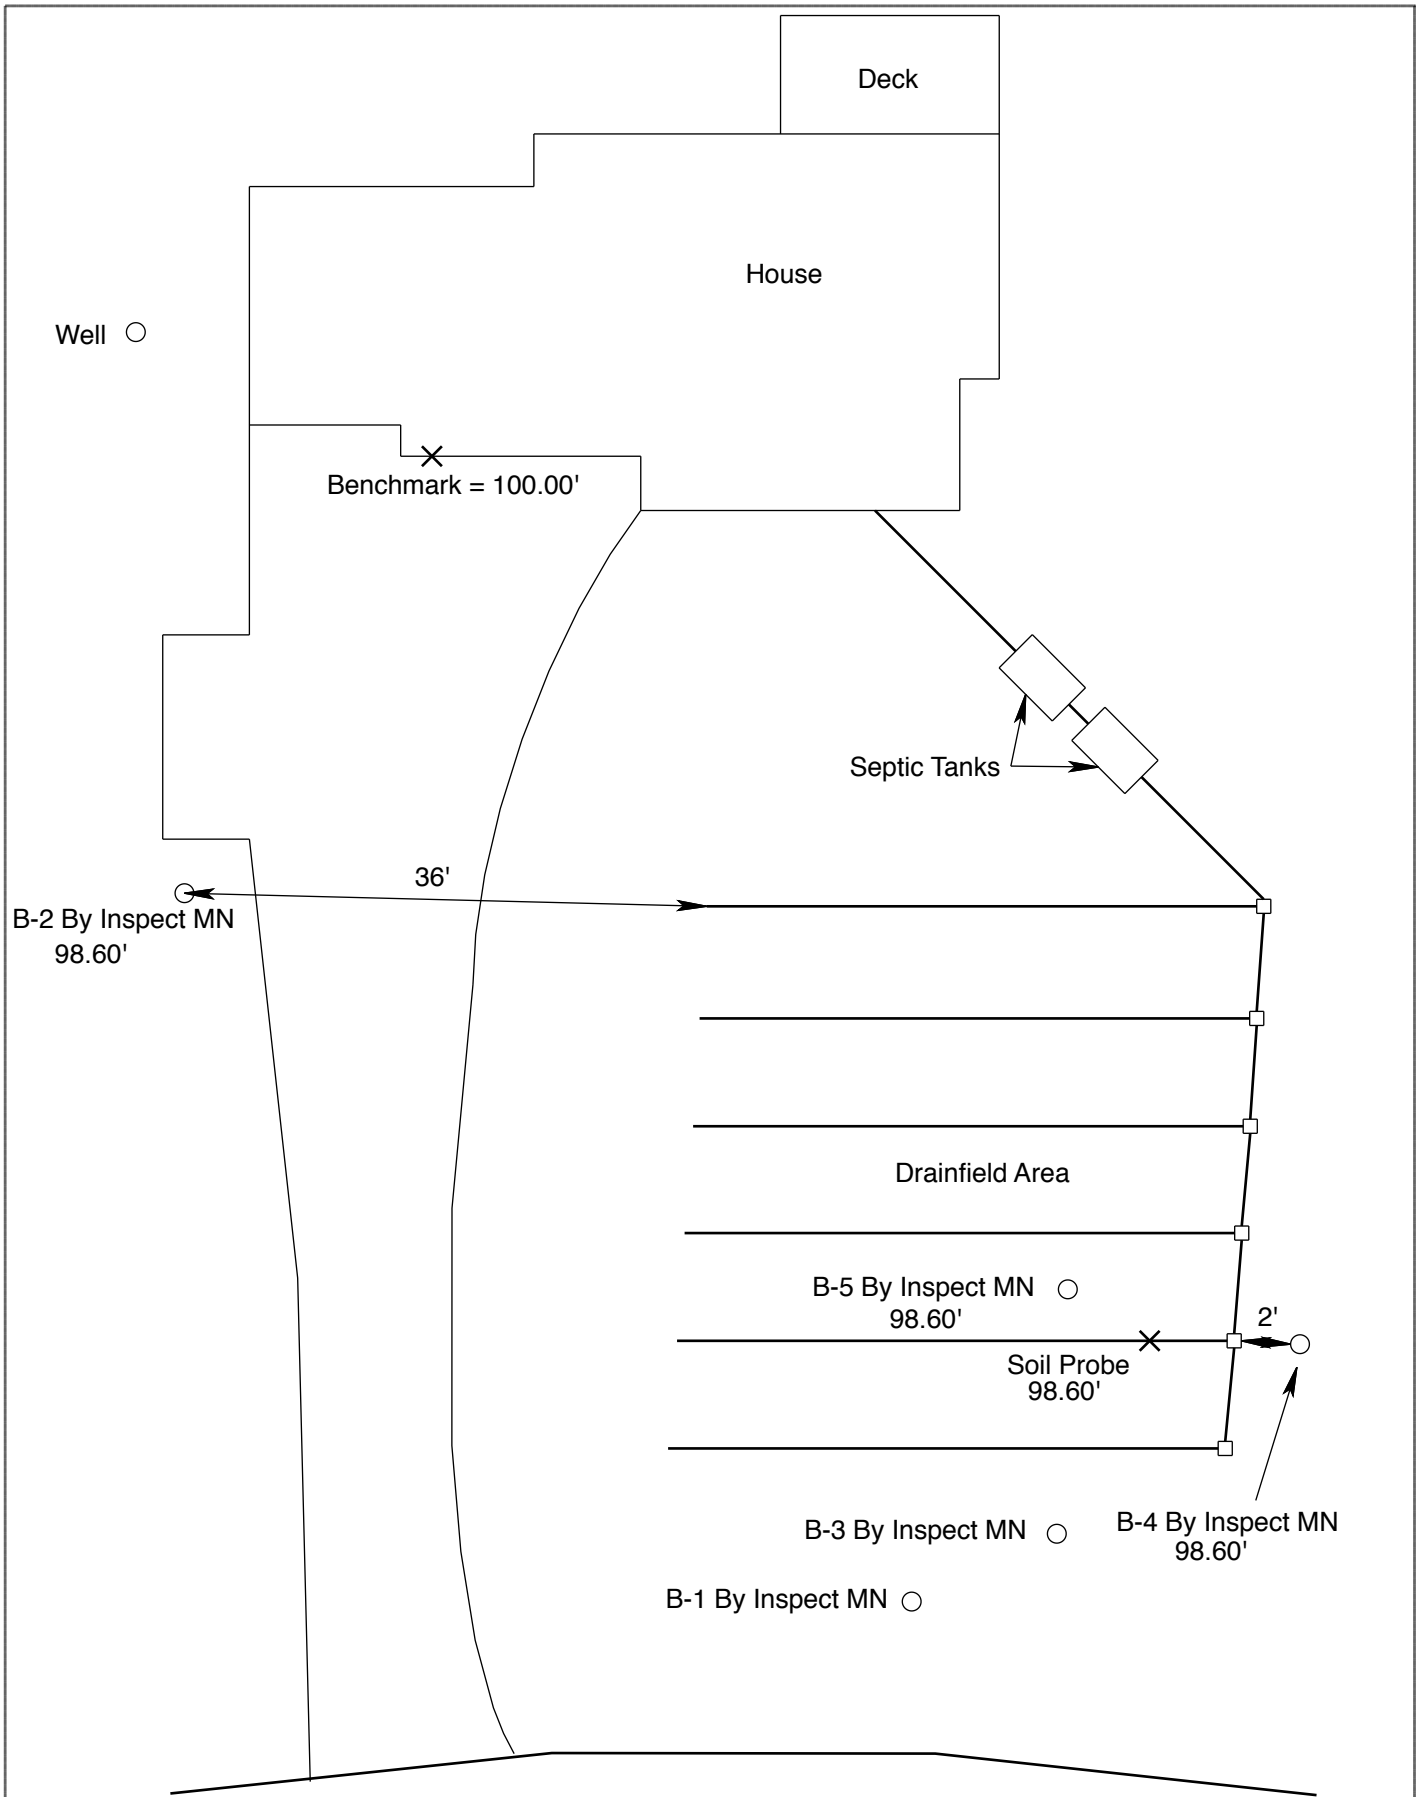 Deck
House
Well
Benchmark = 100.00'
Septic Tanks
36'
B-2 By Inspect MN
98.60'
Drainfield Area
B-5 By Inspect MN
98.60'
2'
Soil Probe
98.60'
B-3 By Inspect MN
B-4 By Inspect MN
98.60'
B-1 By Inspect MN